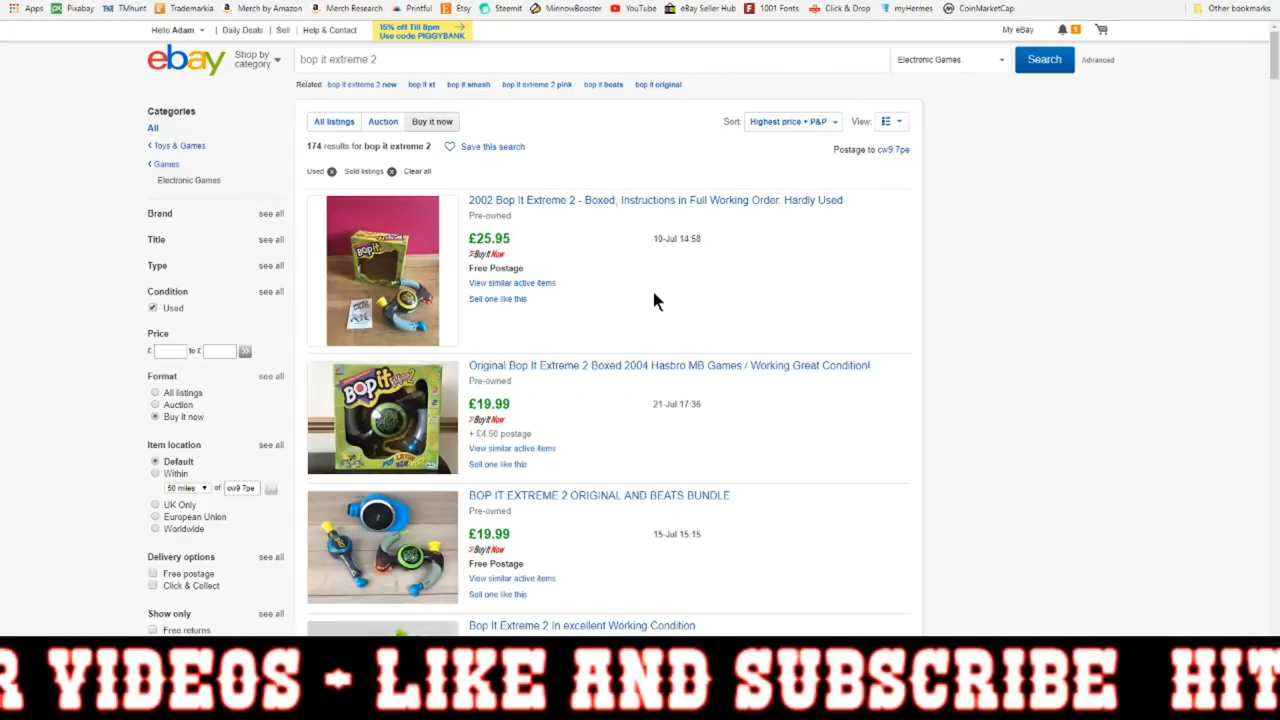 Apps Pixabay TMhunt Trademarkia Merch by Amazon Merch Research Printful Etsy Steemit MinnowBooster YouTube eBay Seller Hub 1001 Fonts Click & Drop myHermes CoinMarketCap Other bookmarks
Hello Adam Daily Deals Sell Help & Contact 15% off Till 8pm Use code PIGGYBANK My eBay
ebay Shop by category bop it extreme 2 Electronic Games Search Advanced
Related: bop it extreme 2 new bop it xt bop it smash bop it extreme 2 pink bop it beats bop it original
Categories
All
Toys & Games
Games
Electronic Games
Brand see all
Title see all
Type see all
Condition see all
Used
Price
£ to £
Format see all
All listings
Auction
Buy it now
Item location see all
Default
Within
50 miles of cw9 7pe
UK Only
European Union
Worldwide
Delivery options see all
Free postage
Click & Collect
Show only see all
Free returns
All listings Auction Buy it now Sort: Highest price + P&P View:
174 results for bop it extreme 2 Save this search Postage to cw9 7pe
Used Sold listings Clear all
2002 Bop It Extreme 2 - Boxed, Instructions in Full Working Order. Hardly Used
Pre-owned
£25.95 10-Jul 14:58
Buy It Now
Free Postage
View similar active items
Sell one like this
Original Bop It Extreme 2 Boxed 2004 Hasbro MB Games / Working Great Condition!
Pre-owned
£19.99 21-Jul 17:36
Buy It Now
+ £4.50 postage
View similar active items
Sell one like this
BOP IT EXTREME 2 ORIGINAL AND BEATS BUNDLE
Pre-owned
£19.99 15-Jul 15:15
Buy It Now
Free Postage
View similar active items
Sell one like this
Bop It Extreme 2 In excellent Working Condition
Bop it
Bop it
R VIDEOS - LIKE AND SUBSCRIBE HIT